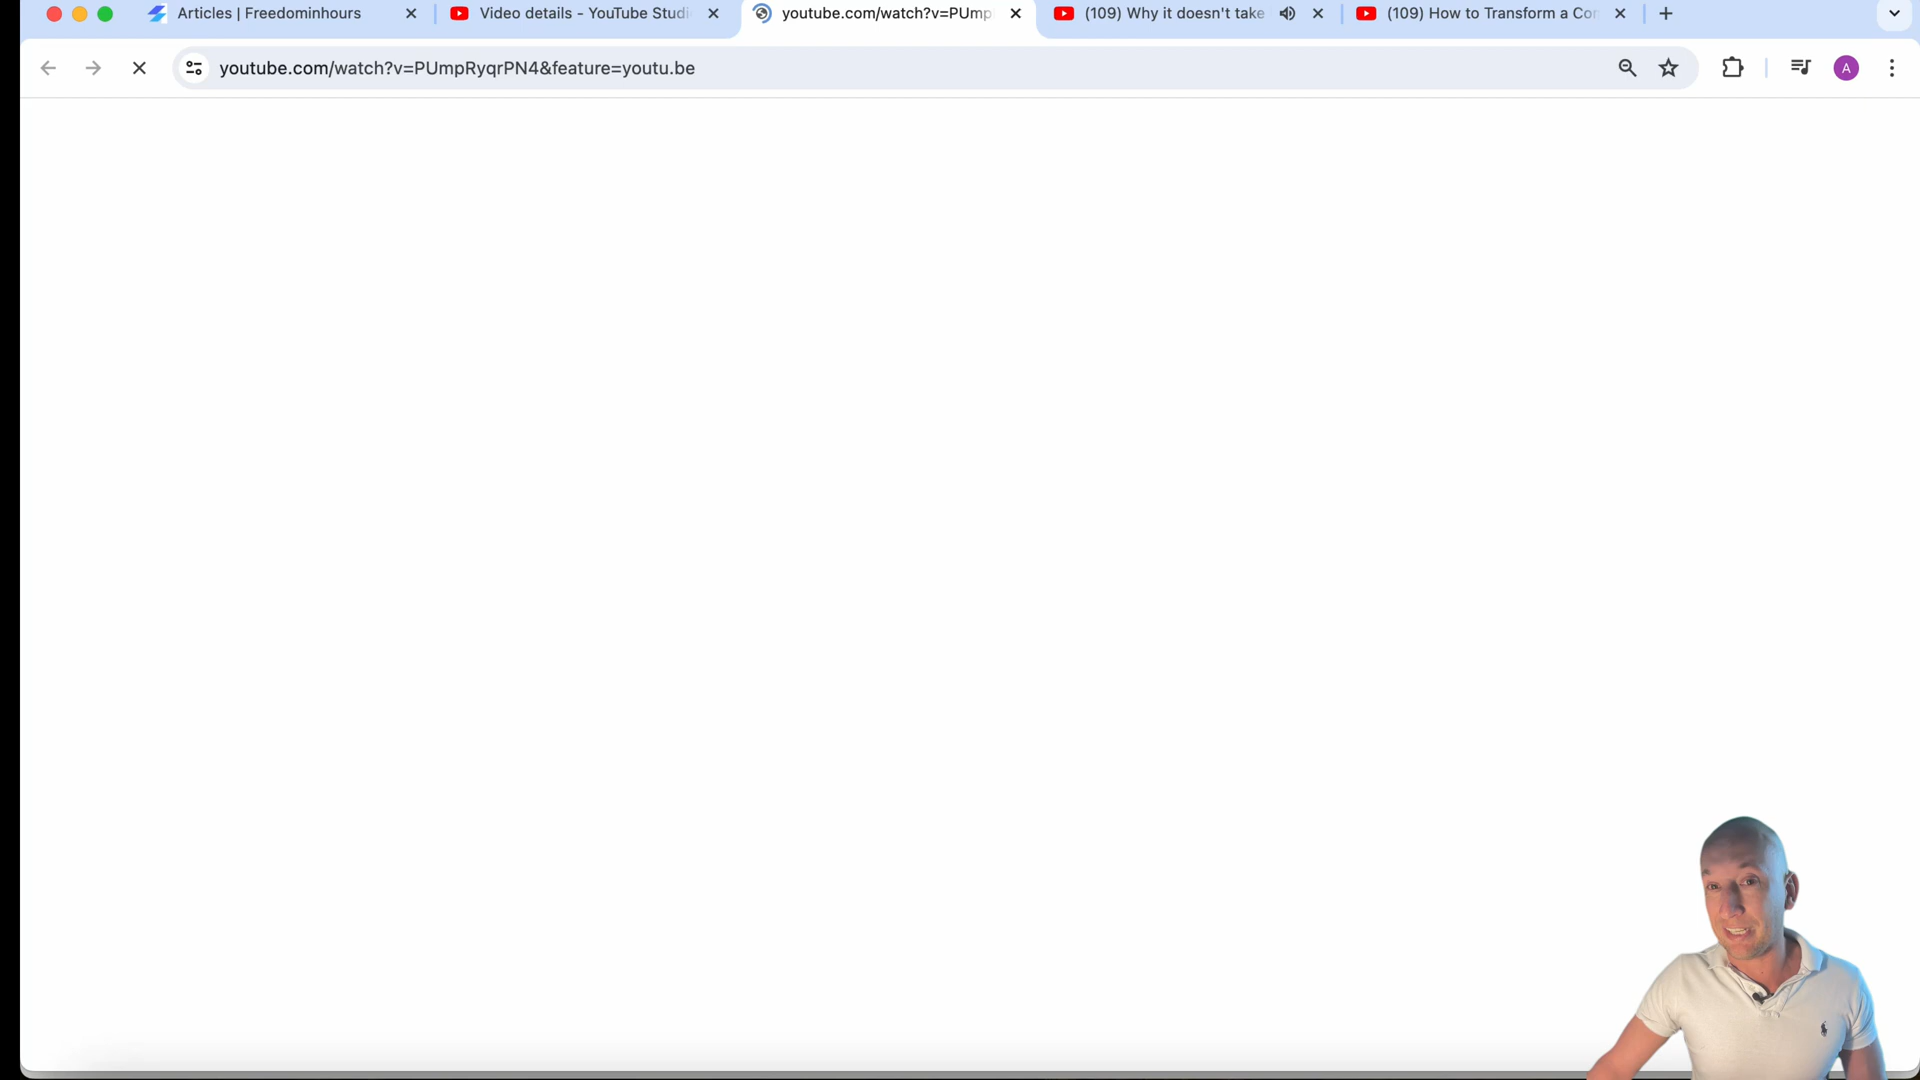 Articles | Freedominhours
Video details - YouTube Studi
youtube.com/watch?v=PUmp
(109) Why it doesn't take
(109) How to Transform a Cor
youtube.com/watch?v=PUmpRyqrPN4&feature=youtu.be
A